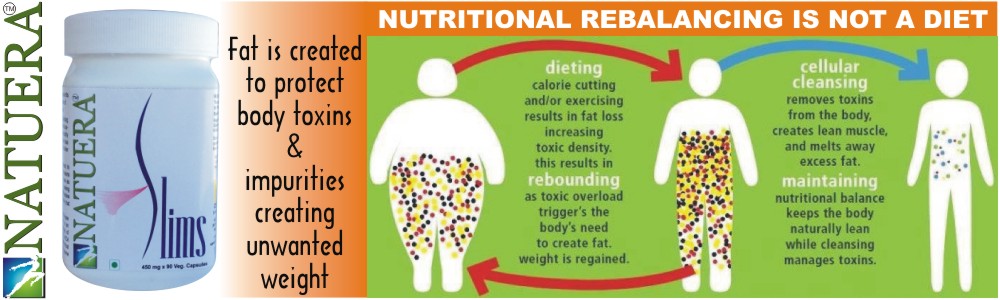 NATUERA
TM
NATUERA
Slims
450 mg x 90 Veg. Capsules
Fat is created
to protect
body toxins
&
impurities
creating
unwanted
weight
NUTRITIONAL REBALANCING IS NOT A DIET
dieting
calorie cutting
and/or exercising
results in fat loss
increasing
toxic density.
this results in
rebounding
as toxic overload
trigger's the
body's need
to create fat.
weight is regained.
cellular
cleansing
removes toxins
from the body,
creates lean muscle,
and melts away
excess fat.
maintaining
nutritional balance
keeps the body
naturally lean
while cleansing
manages toxins.